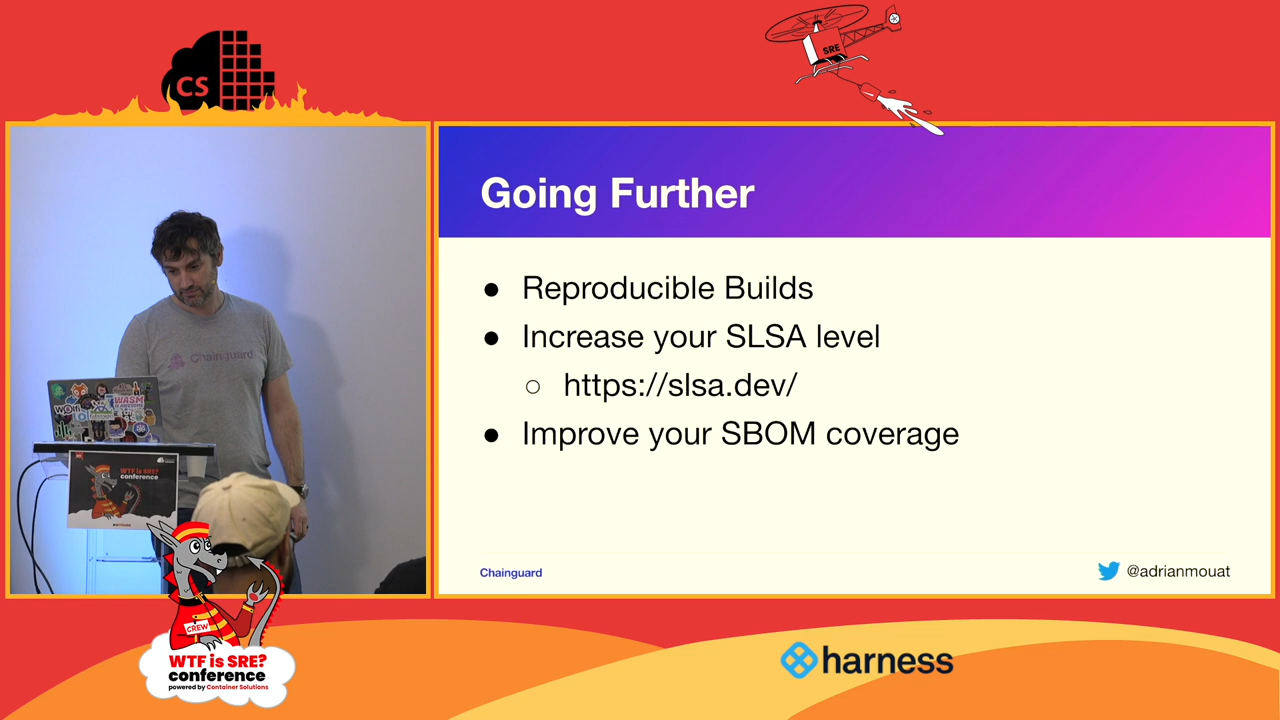 CS
SRE
Going Further
● Reproducible Builds
● Increase your SLSA level
○ https://slsa.dev/
● Improve your SBOM coverage
Chainguard
@adrianmouat
Chainguard
WASM
WTF is SRE?
conference
CREW
WTF is SRE?
conference
powered by Container Solutions
harness